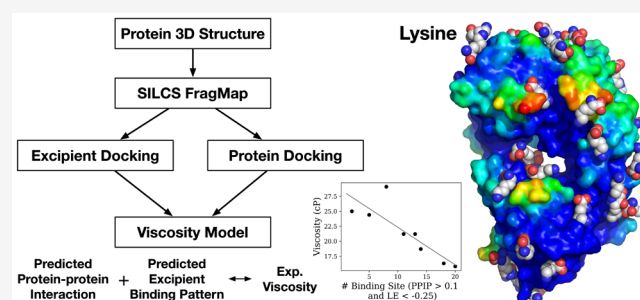 Protein 3D Structure
Lysine
SILCS FragMap
Excipient Docking
Protein Docking
Viscosity Model
Predicted
Protein-protein
Interaction
+
Predicted
Excipient
Binding Pattern
Exp.
Viscosity
Viscosity (cP)
27.5
25.0
22.5
20.0
17.5
0 5 10 15 20
# Binding Site (PPIP > 0.1
and LE < -0.25)